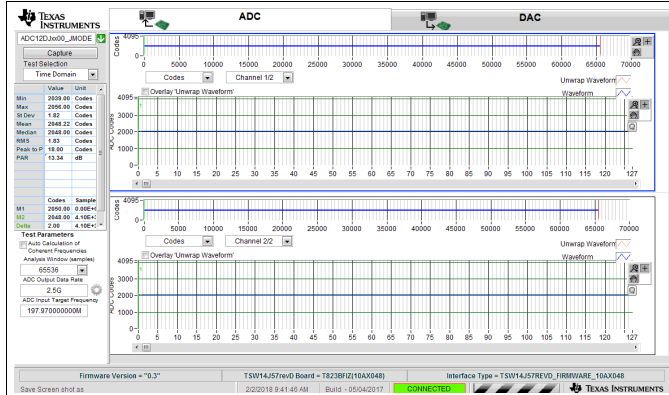 TEXAS INSTRUMENTS
ADC
DAC
ADC12DJxx00_JMODE
Capture
Test Selection
Time Domain
Value Unit
Min 2039.00 Codes
Max 2056.00 Codes
St Dev 1.82 Codes
Mean 2048.22 Codes
Median 2048.00 Codes
RMS 1.83 Codes
Peak to P 18.00 Codes
PAR 13.34 dB
Codes Sample
M1 2050.00 0.00E+0
M2 2048.00 4.10E+
Delta 2.00 4.10E+
Test Parameters
Auto Calculation of Coherent Frequencies
Analysis Window (samples)
65536
ADC Output Data Rate
2.5G
ADC Input Target Frequency
197.970000000M
Codes
4095
0
0 5000 10000 15000 20000 25000 30000 35000 40000 45000 50000 55000 60000 65000 70000
Codes Channel 1/2
Unwrap Waveform
Overlay 'Unwrap Waveform'
Waveform
ADC Codes
4095
3000
2000
1000
0
0 5 10 15 20 25 30 35 40 45 50 55 60 65 70 75 80 85 90 95 100 105 110 115 120 127
Codes
4095
0
0 5000 10000 15000 20000 25000 30000 35000 40000 45000 50000 55000 60000 65000 70000
Codes Channel 2/2
Unwrap Waveform
Overlay 'Unwrap Waveform'
Waveform
ADC Codes
4095
3000
2000
1000
0
0 5 10 15 20 25 30 35 40 45 50 55 60 65 70 75 80 85 90 95 100 105 110 115 120 127
Firmware Version = "0.3"
TSW14J57revD Board = T823BFIZ(10AX048)
Interface Type = TSW14J57REVD_FIRMWARE_10AX048
Save Screen shot as
2/2/2018 9:41:46 AM
Build - 05/04/2017
CONNECTED
TEXAS INSTRUMENTS